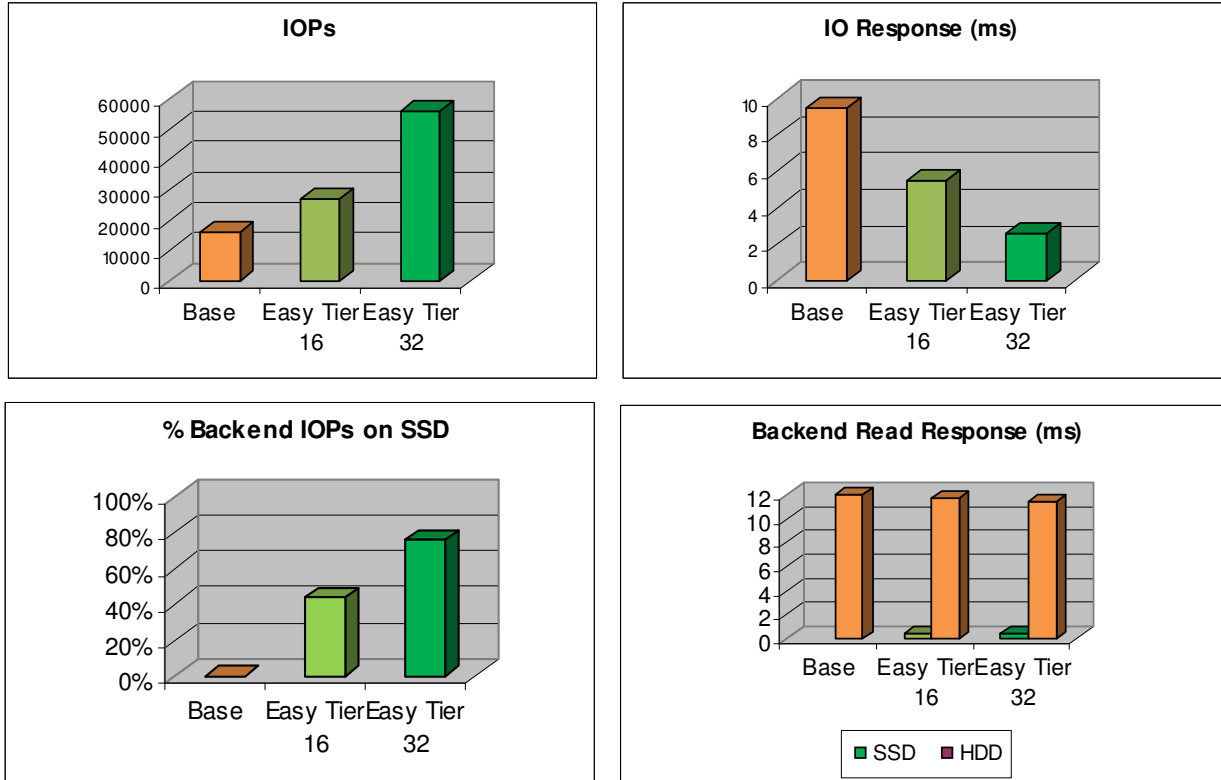 IOPs
60000
50000
40000
30000
20000
10000
0
Base
Easy Tier
16
Easy Tier
32
IO Response (ms)
10
8
6
4
2
0
Base
Easy Tier
16
Easy Tier
32
% Backend IOPs on SSD
100%
80%
60%
40%
20%
0%
Base
Easy Tier
16
Easy Tier
32
Backend Read Response (ms)
12
10
8
6
4
2
0
Base
Easy Tier
16
Easy Tier
32
SSD
HDD